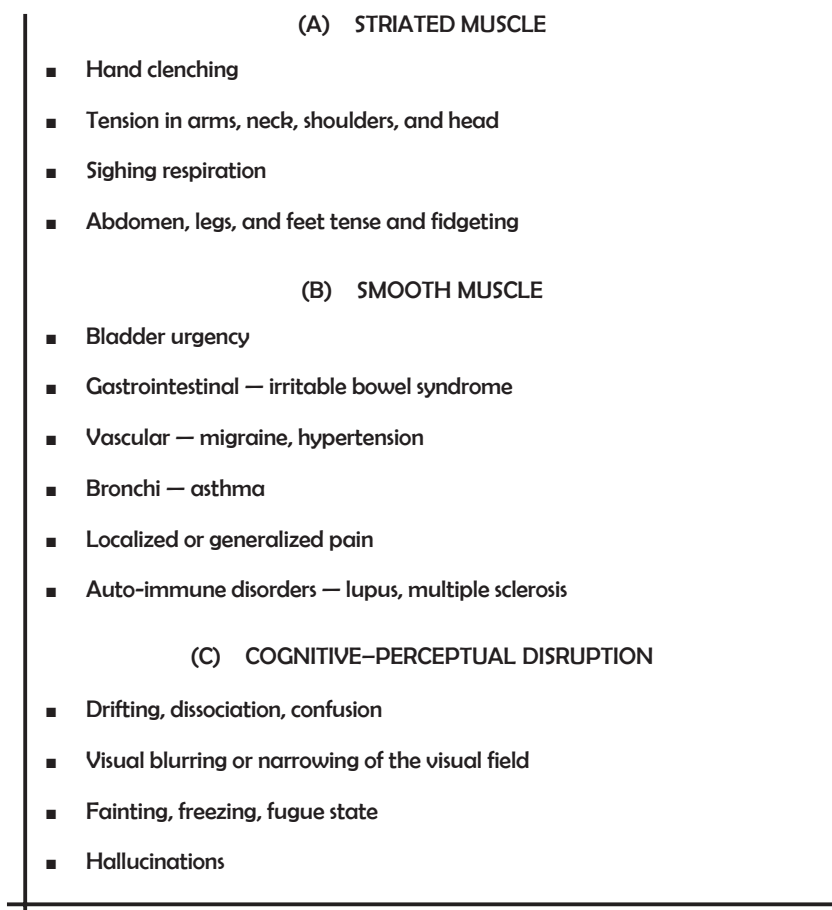 (A) STRIATED MUSCLE
■ Hand clenching
■ Tension in arms, neck, shoulders, and head
■ Sighing respiration
■ Abdomen, legs, and feet tense and fidgeting
(B) SMOOTH MUSCLE
■ Bladder urgency
■ Gastrointestinal — irritable bowel syndrome
■ Vascular — migraine, hypertension
■ Bronchi — asthma
■ Localized or generalized pain
■ Auto-immune disorders — lupus, multiple sclerosis
(C) COGNITIVE–PERCEPTUAL DISRUPTION
■ Drifting, dissociation, confusion
■ Visual blurring or narrowing of the visual field
■ Fainting, freezing, fugue state
■ Hallucinations